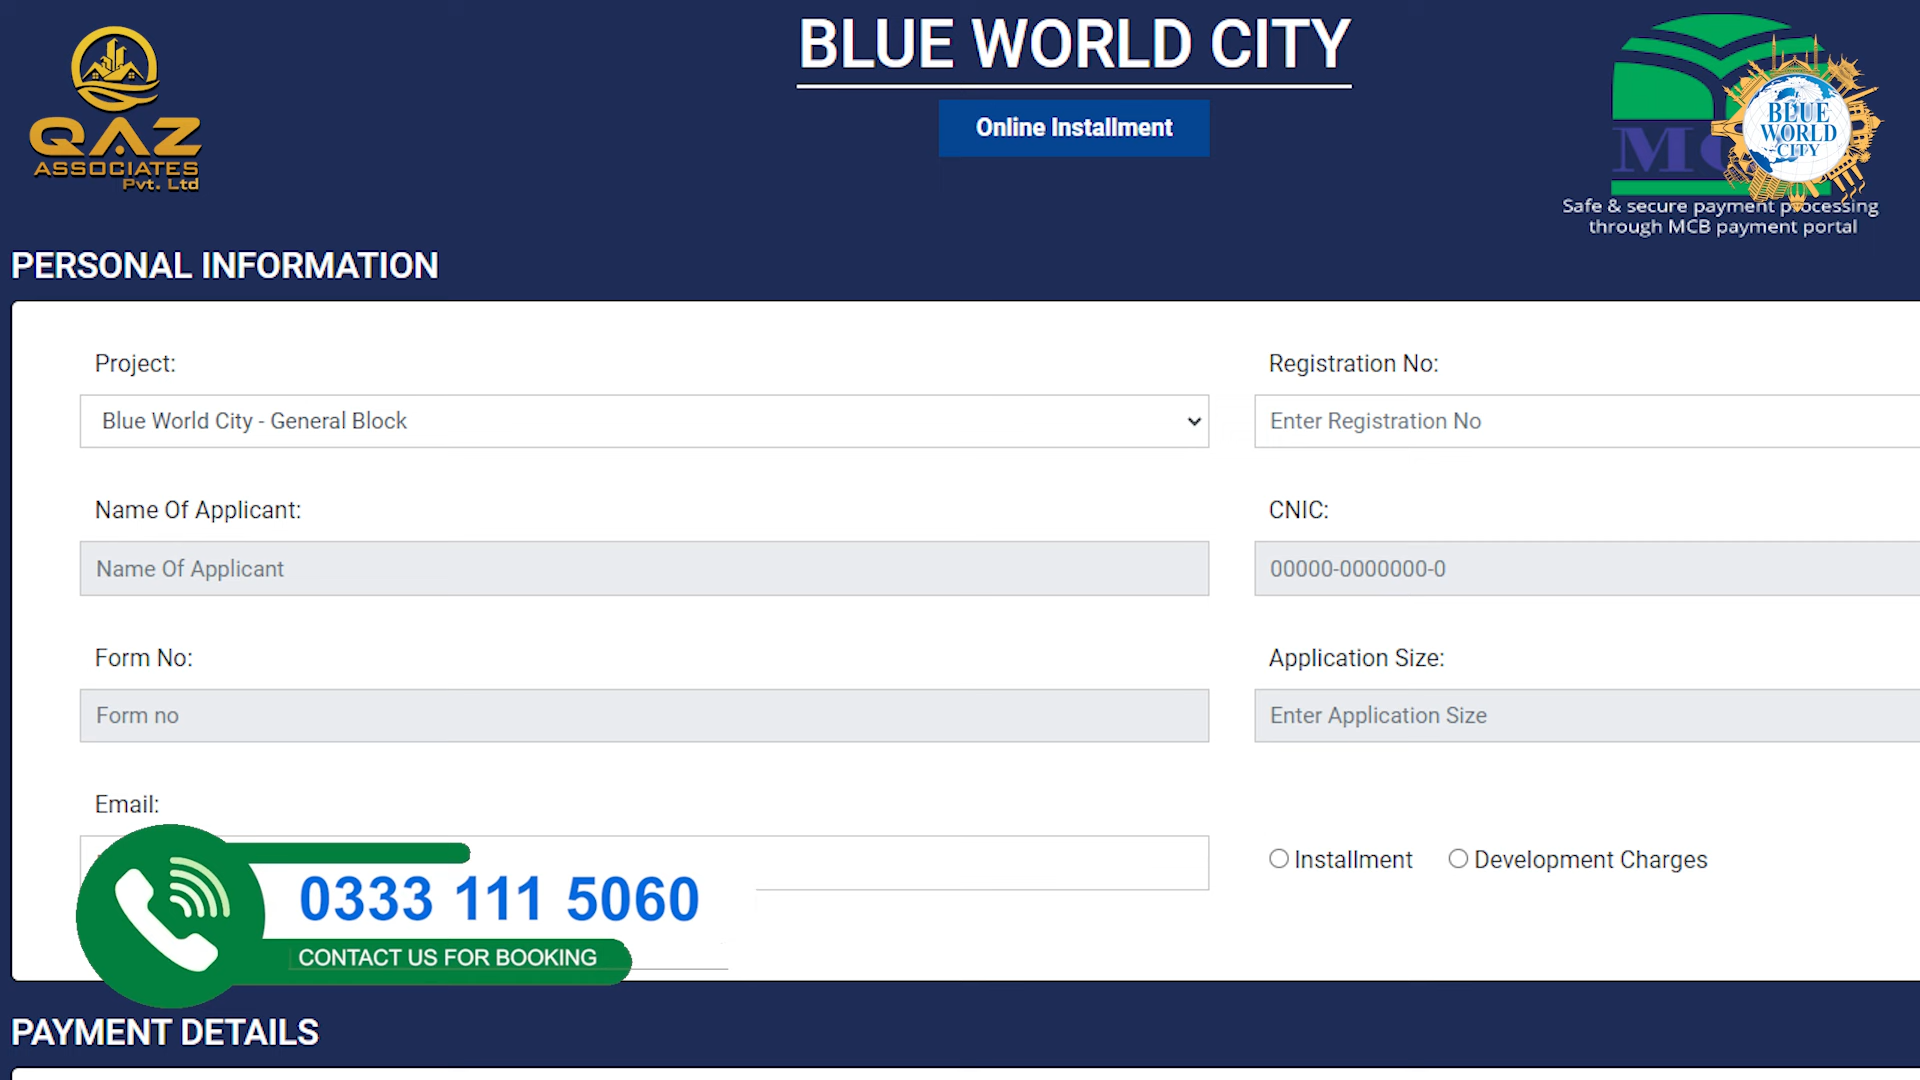 BLUE WORLD CITY
Online Installment
QAZ
ASSOCIATES
Pvt. Ltd
BLUE
WORLD
CITY
Safe & secure payment processing
through MCB payment portal
PERSONAL INFORMATION
Project:
Registration No:
Blue World City - General Block
Enter Registration No
Name Of Applicant:
CNIC:
Name Of Applicant
00000-0000000-0
Form No:
Application Size:
Form no
Enter Application Size
Email:
Installment
Development Charges
0333 111 5060
CONTACT US FOR BOOKING
PAYMENT DETAILS